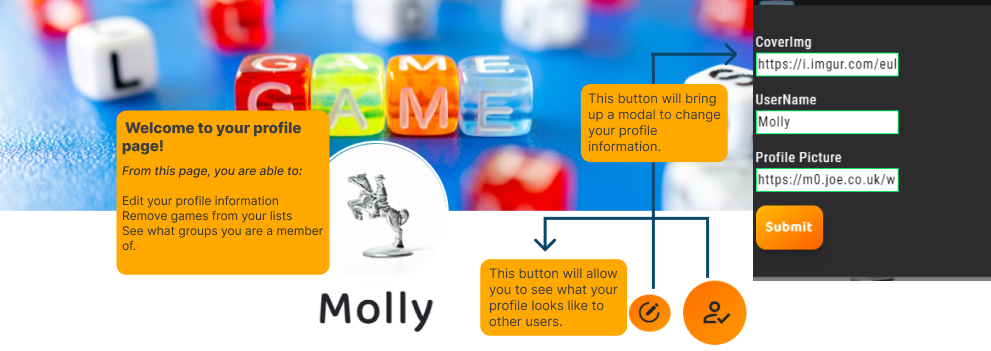 L
GAME
GAME
S
Welcome to your profile
page!
From this page, you are able to:
Edit your profile information
Remove games from your lists
See what groups you are a member
of.
This button will bring
up a modal to change
your profile
information.
This button will allow
you to see what your
profile looks like to
other users.
Molly
CoverImg
https://i.imgur.com/eul
UserName
Molly
Profile Picture
https://m0.joe.co.uk/w
Submit